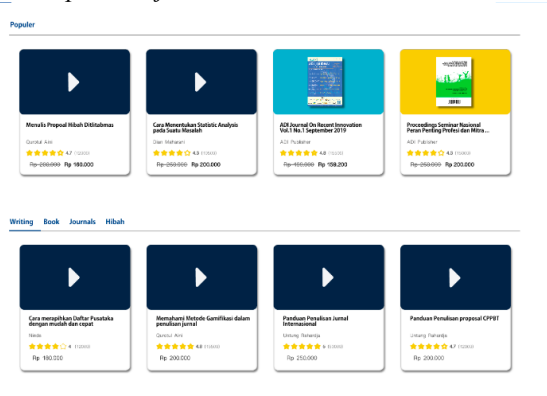 Populer
Menulis Propoal Hibah Ditlitabmas
Qurotul Aini
4.7
Rp 200.000 Rp 180.000
Cara Menentukan Statistic Analysis
pada Suatu Masalah
Dian Maharani
4.3
Rp 250.000 Rp 200.000
ADI Journal On Recent Innovation
Vol.1 No.1 September 2019
ADI Publisher
4.8
Rp 158.200
Proceedings Seminar Nasional
Peran Penting Profesi dan Mitra ...
ADI Publisher
4.3
Rp 250.000 Rp 200.000
Writing Book Journals Hibah
Cara merapihkan Daftar Pusataka
dengan mudah dan cepat
4
Rp 180.000
Memahami Metode Gamifikasi dalam
penulisan jurnal
Qurotul Aini
4.8
Rp 200.000
Panduan Penulisan Jurnal
Internasional
Untung Rahardja
5
Rp 250.000
Panduan Penulisan proposal CPPBT
Untung Rahardja
4.7
Rp 200.000